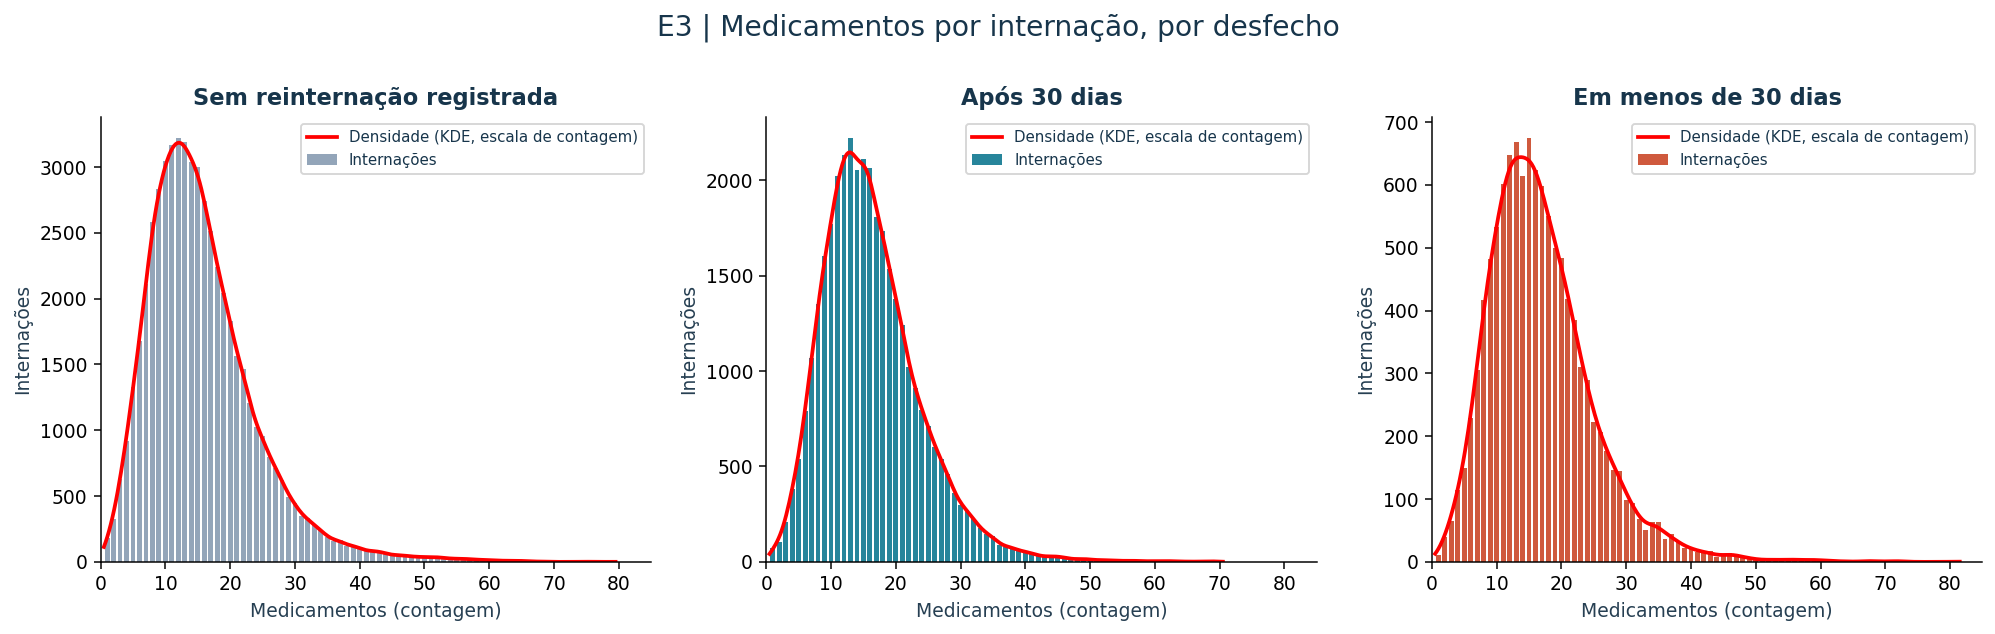 E3 | Medicamentos por internação, por desfecho
Sem reinternação registrada
Densidade (KDE, escala de contagem)
Internações
Internações
3000
2500
2000
1500
1000
500
0
0 10 20 30 40 50 60 70 80
Medicamentos (contagem)
Após 30 dias
Densidade (KDE, escala de contagem)
Internações
Internações
2000
1500
1000
500
0
0 10 20 30 40 50 60 70 80
Medicamentos (contagem)
Em menos de 30 dias
Densidade (KDE, escala de contagem)
Internações
Internações
700
600
500
400
300
200
100
0
0 10 20 30 40 50 60 70 80
Medicamentos (contagem)